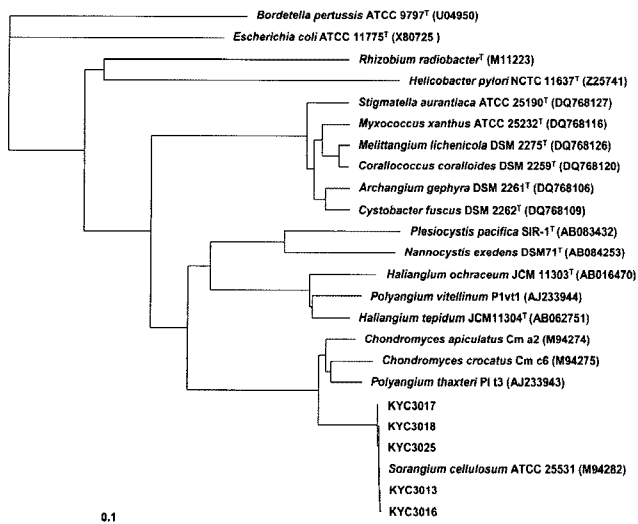 Bordetella pertussis ATCC 9797T (U04950)
Escherichia coli ATCC 11775T (X80725 )
Rhizobium radiobacterT (M11223)
Helicobacter pylori NCTC 11637T (Z25741)
Stigmatella aurantiaca ATCC 25190T (DQ768127)
Myxococcus xanthus ATCC 25232T (DQ768116)
Melittangium lichenicola DSM 2275T (DQ768126)
Corallococcus coralloides DSM 2259T (DQ768120)
Archangium gephyra DSM 2261T (DQ768106)
Cystobacter fuscus DSM 2262T (DQ768109)
Plesiocystis pacifica SIR-1T (AB083432)
Nannocystis exedens DSM71T (AB084253)
Haliangium ochraceum JCM 11303T (AB016470)
Polyangium vitellinum P1vt1 (AJ233944)
Haliangium tepidum JCM11304T (AB062751)
Chondromyces apiculatus Cm a2 (M94274)
Chondromyces crocatus Cm c6 (M94275)
Polyangium thaxteri Pl t3 (AJ233943)
KYC3017
KYC3018
KYC3025
Sorangium cellulosum ATCC 25531 (M94282)
KYC3013
KYC3016
0.1